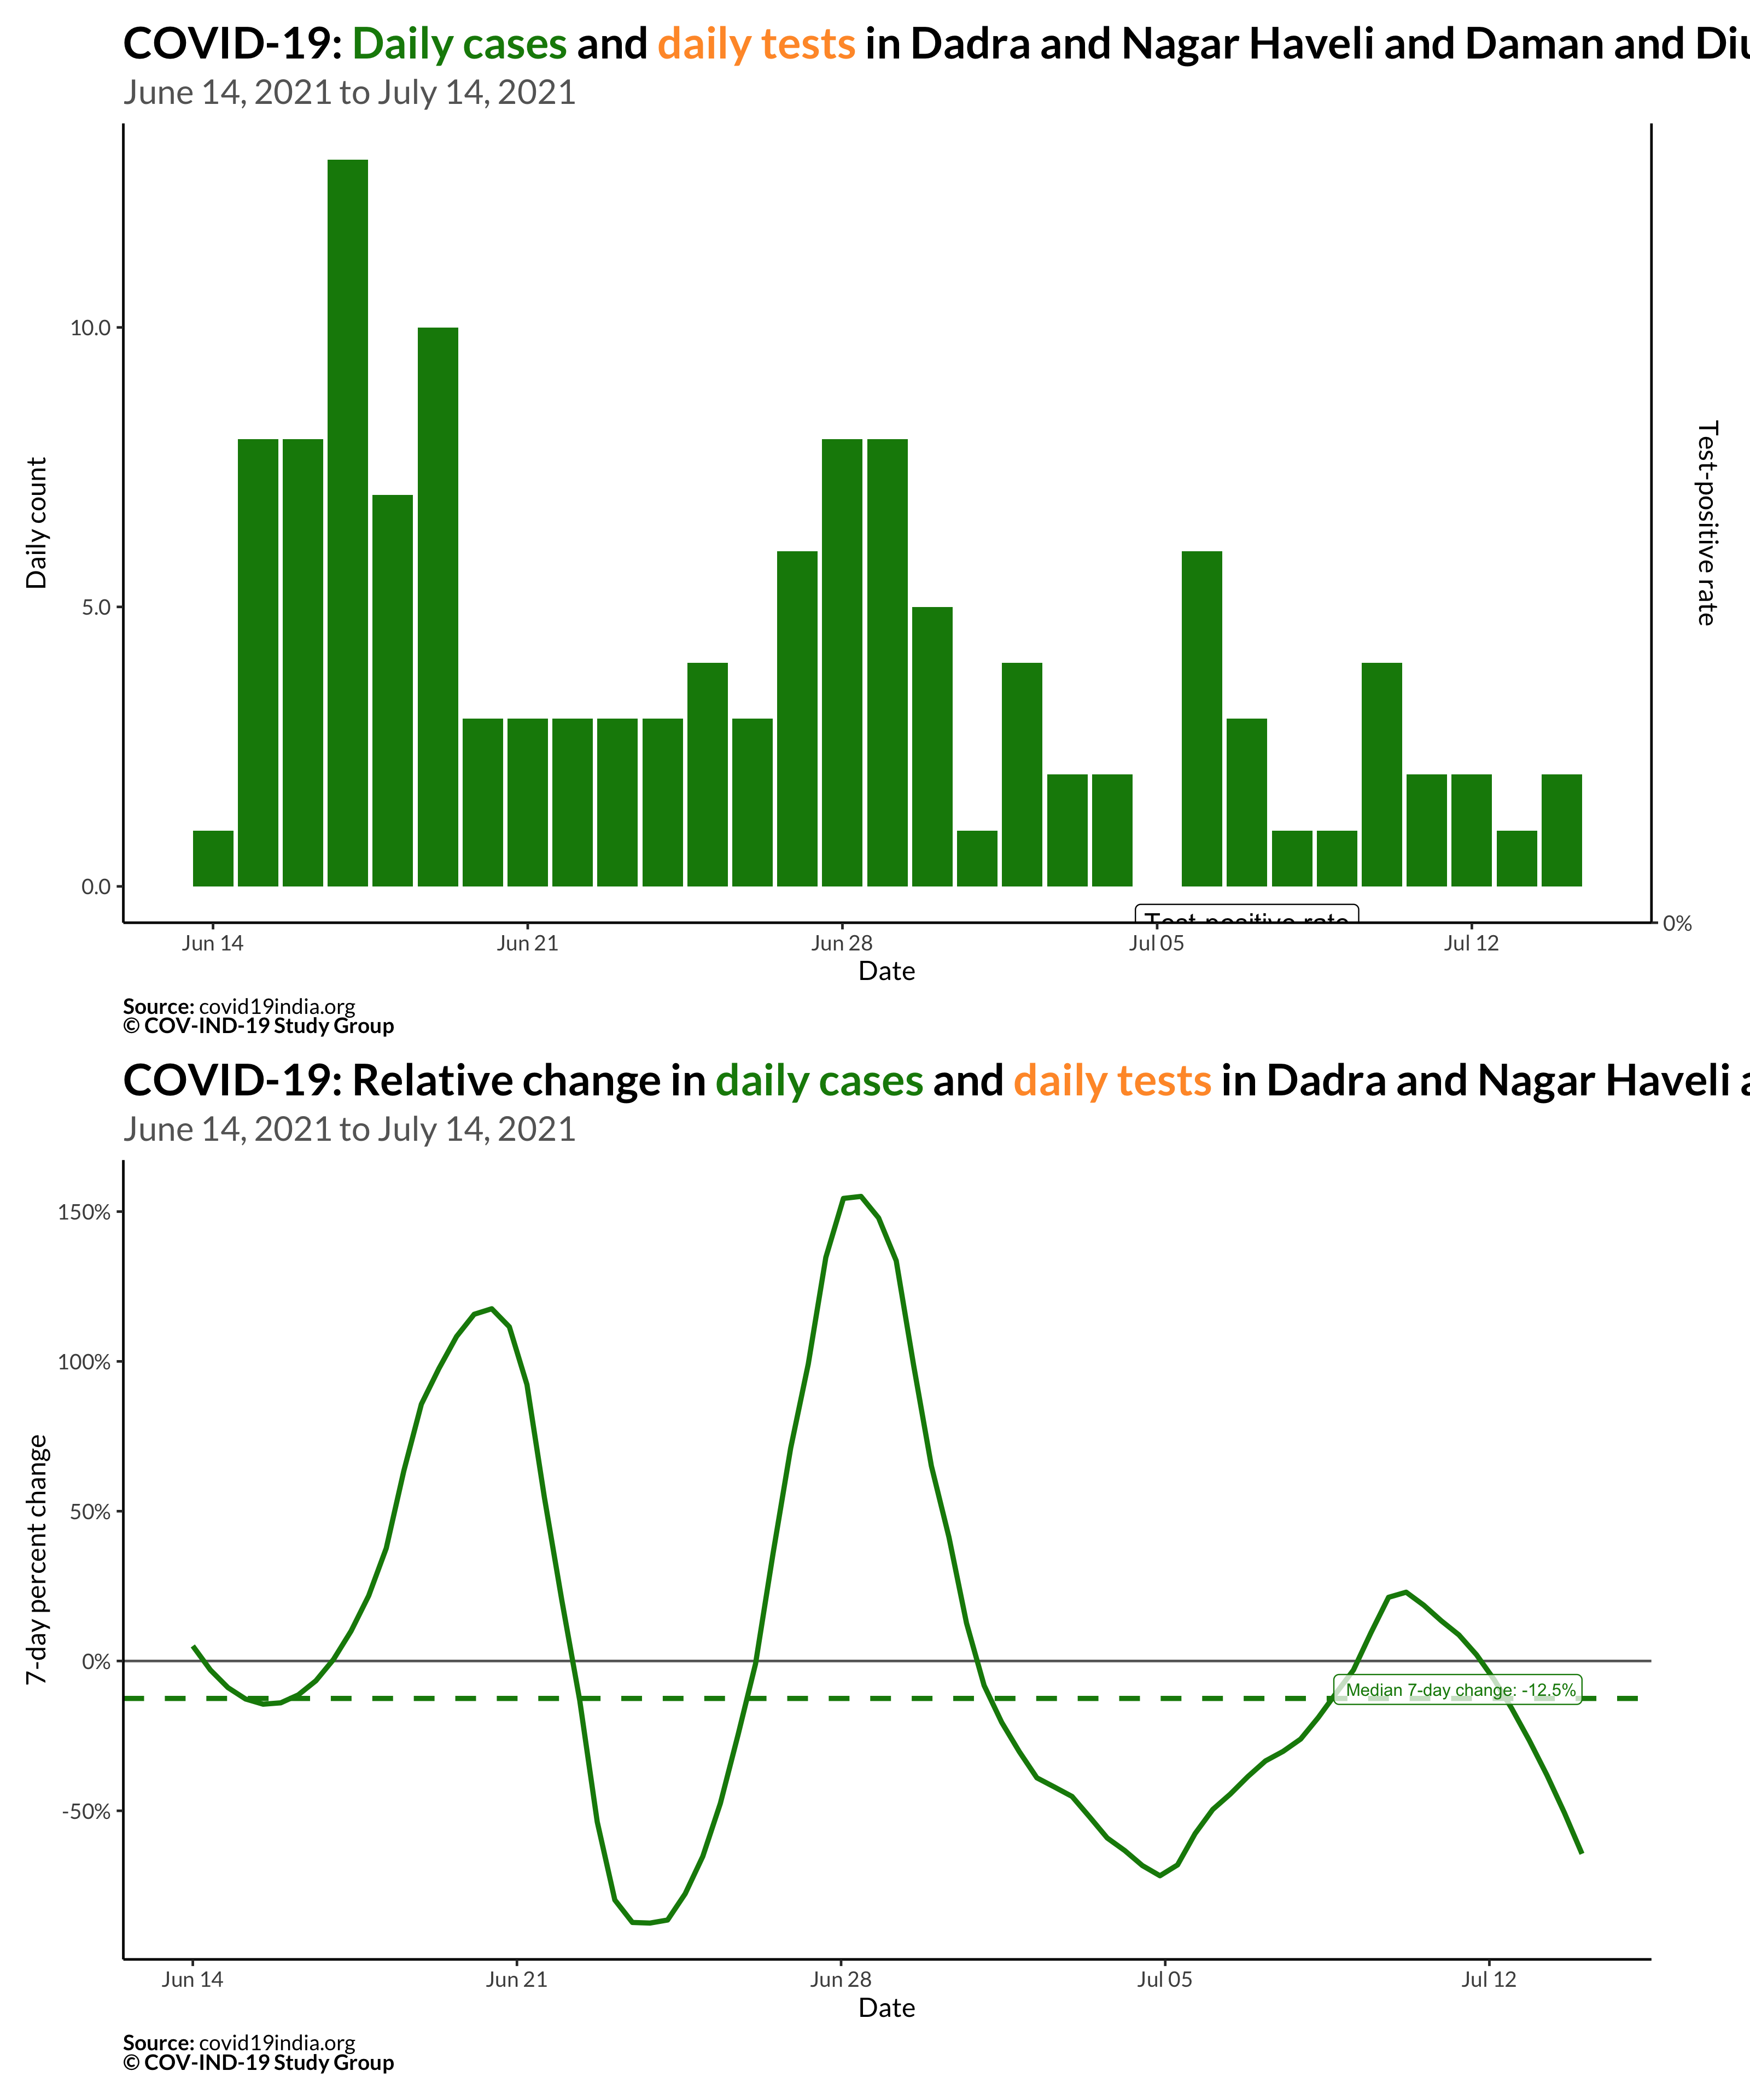 COVID-19: Daily cases and daily tests in Dadra and Nagar Haveli and Daman and Diu
June 14, 2021 to July 14, 2021
Daily count
10.0
5.0
0.0
Test-positive rate
Test-positive rate
0%
Jun 14
Jun 21
Jun 28
Jul 05
Jul 12
Date
Source: covid19india.org
© COV-IND-19 Study Group
COVID-19: Relative change in daily cases and daily tests in Dadra and Nagar Haveli a
June 14, 2021 to July 14, 2021
7-day percent change
150%
100%
50%
0%
-50%
Median 7-day change: -12.5%
Jun 14
Jun 21
Jun 28
Jul 05
Jul 12
Date
Source: covid19india.org
© COV-IND-19 Study Group